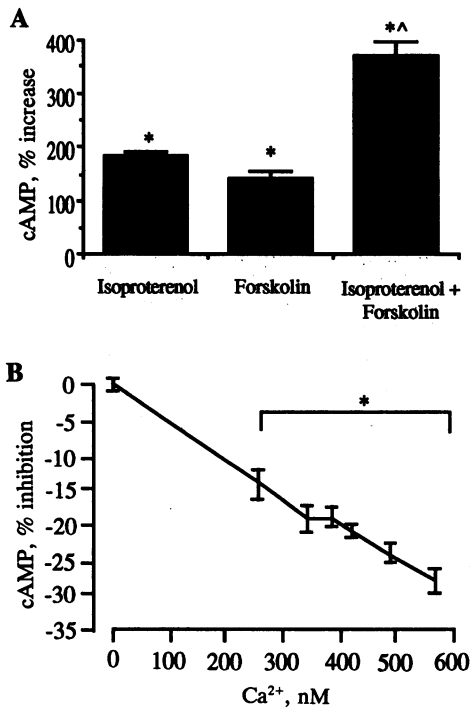 A
cAMP, % increase
400
300
200
100
0
*
*
*^
Isoproterenol
Forskolin
Isoproterenol +
Forskolin
B
cAMP, % inhibition
0
-5
-10
-15
-20
-25
-30
-35
*
0
100
200
300
400
500
600
Ca²⁺, nM